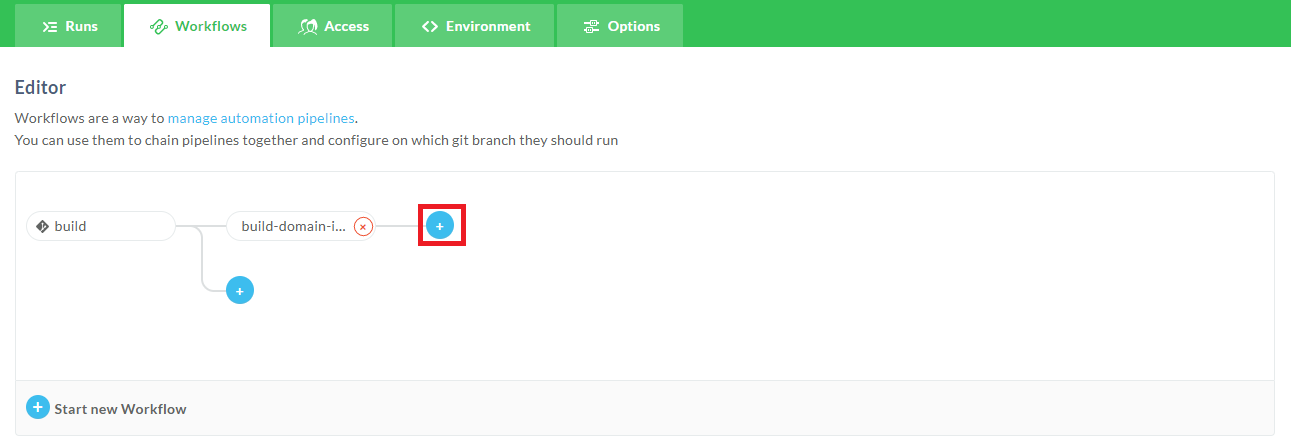 Runs Workflows Access Environment Options
Editor
Workflows are a way to manage automation pipelines.
You can use them to chain pipelines together and configure on which git branch they should run
build build-domain-i...
Start new Workflow